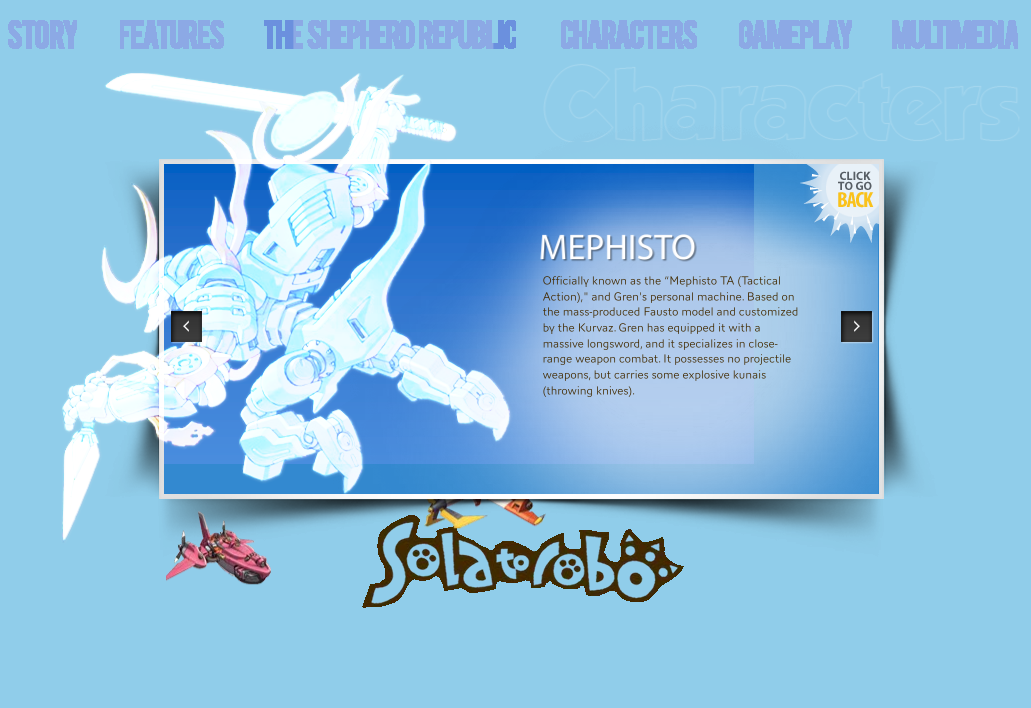 STORY FEATURES THE SHEPHERD REPUBLIC CHARACTERS GAMEPLAY MULTIMEDIA
Characters
CLICK
TO GO
BACK
MEPHISTO
Officially known as the “Mephisto TA (Tactical
Action),” and Gren's personal machine. Based on
the mass-produced Fausto model and customized
by the Kurvaz. Gren has equipped it with a
massive longsword, and it specializes in close-
range weapon combat. It possesses no projectile
weapons, but carries some explosive kunais
(throwing knives).
Solatorobo